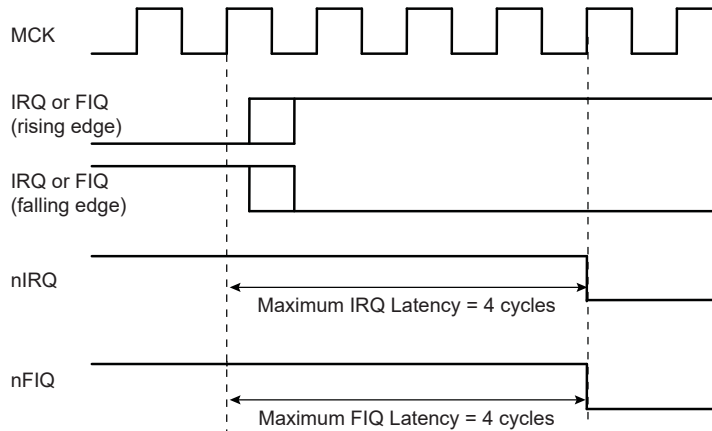 MCK
IRQ or FIQ
(rising edge)
IRQ or FIQ
(falling edge)
nIRQ
Maximum IRQ Latency = 4 cycles
nFIQ
Maximum FIQ Latency = 4 cycles